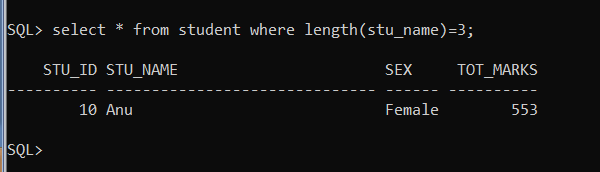 SQL> select * from student where length(stu_name)=3;
STU_ID STU_NAME SEX TOT_MARKS
---------- ------------------------------ ------ ----------
10 Anu Female 553
SQL>